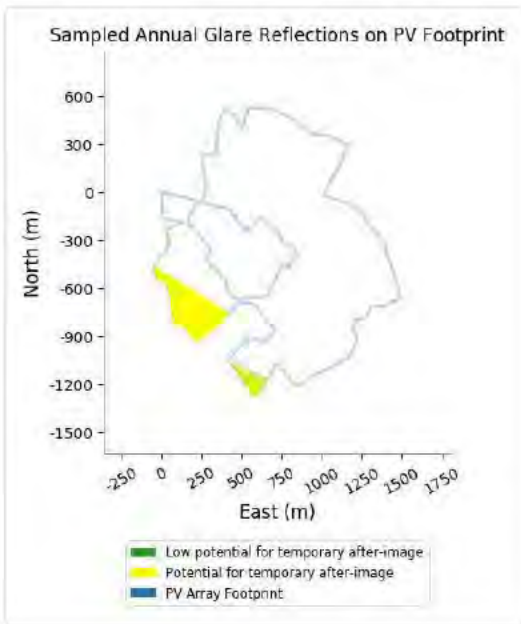 Sampled Annual Glare Reflections on PV Footprint
600
300
0
-300
-600
-900
-1200
-1500
North (m)
-250 0 250 500 750 1000 1250 1500 1750
East (m)
Low potential for temporary after-image
Potential for temporary after-image
PV Array Footprint